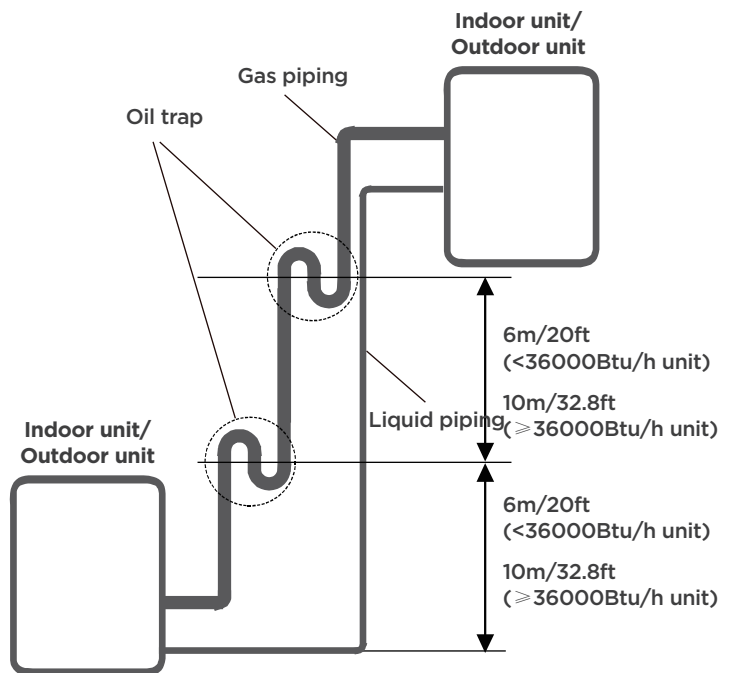 Indoor unit/
Outdoor unit
Gas piping
Oil trap
6m/20ft
(<36000Btu/h unit)
Liquid piping
10m/32.8ft
(⩾36000Btu/h unit)
Indoor unit/
Outdoor unit
6m/20ft
(<36000Btu/h unit)
10m/32.8ft
(⩾36000Btu/h unit)